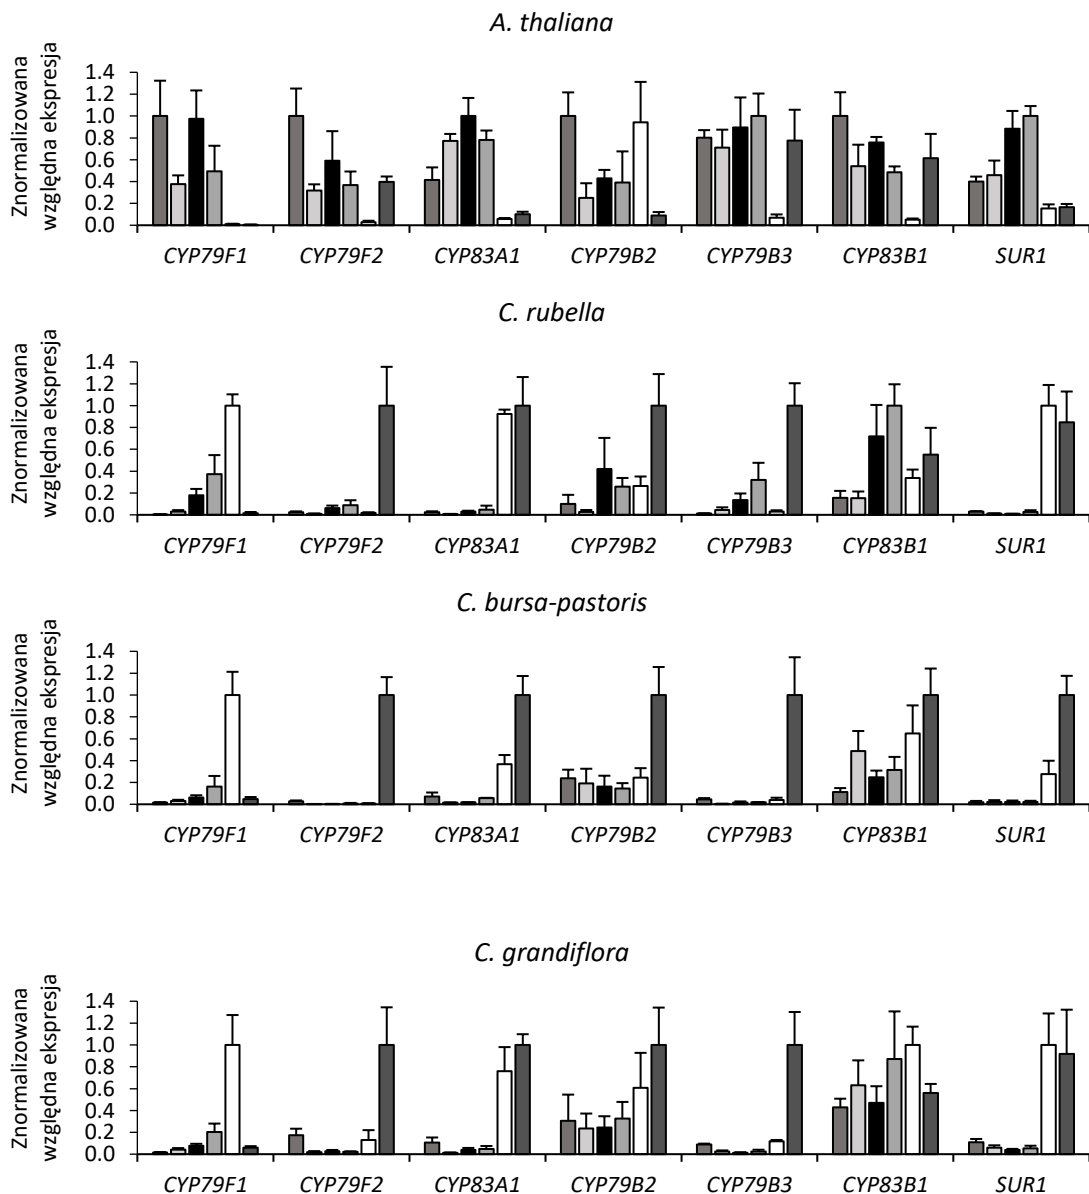 A. thaliana
Znormalizowana
względna ekspresja
1.4
1.2
1.0
0.8
0.6
0.4
0.2
0.0
CYP79F1 CYP79F2 CYP83A1 CYP79B2 CYP79B3 CYP83B1 SUR1
C. rubella
Znormalizowana
względna ekspresja
1.4
1.2
1.0
0.8
0.6
0.4
0.2
0.0
CYP79F1 CYP79F2 CYP83A1 CYP79B2 CYP79B3 CYP83B1 SUR1
C. bursa-pastoris
Znormalizowana
względna ekspresja
1.4
1.2
1.0
0.8
0.6
0.4
0.2
0.0
CYP79F1 CYP79F2 CYP83A1 CYP79B2 CYP79B3 CYP83B1 SUR1
C. grandiflora
Znormalizowana
względna ekspresja
1.4
1.2
1.0
0.8
0.6
0.4
0.2
0.0
CYP79F1 CYP79F2 CYP83A1 CYP79B2 CYP79B3 CYP83B1 SUR1